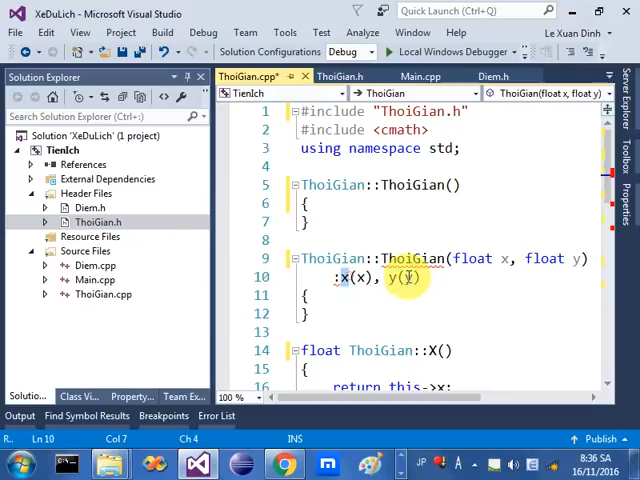 XeDuLich - Microsoft Visual Studio
Quick Launch (Ctrl+Q)
File Edit View Project Build Debug Team Tools Test Analyze Window Help
Le Xuan Dinh
Solution Configurations Debug Local Windows Debugger
Solution Explorer
Search Solution Explorer (Ctrl+;)
Solution 'XeDuLich' (1 project)
TienIch
References
External Dependencies
Header Files
Diem.h
ThoiGian.h
Resource Files
Source Files
Diem.cpp
Main.cpp
ThoiGian.cpp
Solutio... Class Vi... Property... Team Ex...
ThoiGian.cpp* ThoiGian.h Main.cpp Diem.h
TienIch ThoiGian ThoiGian(float x, float y)
1 #include "ThoiGian.h"
2 #include <cmath>
3 using namespace std;
4
5 ThoiGian::ThoiGian()
6 {
7 }
8
9 ThoiGian::ThoiGian(float x, float y)
10 :x(x), y(y)
11 {
12 }
13
14 float ThoiGian::X()
15 {
16 return this->x;
100 %
Server Explorer
Toolbox
Properties
Output Find Symbol Results Breakpoints Error List
R.. Ln 10 Col 7 Ch 4 INS Publish
JP A
8:36 SA
16/11/2016